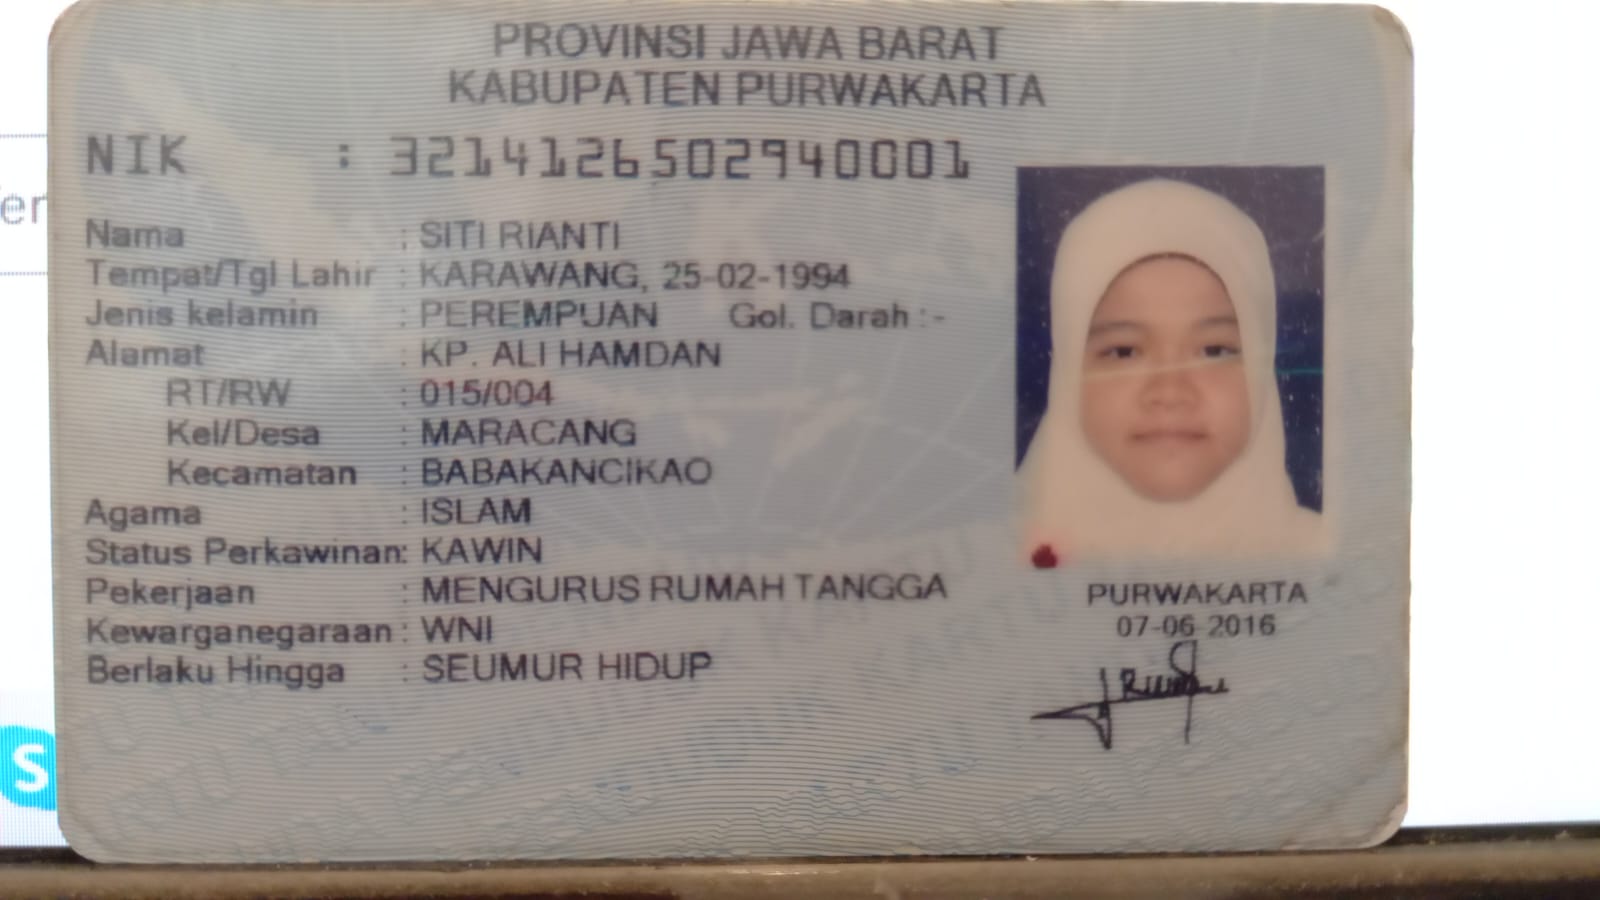 PROVINSI JAWA BARAT
KABUPATEN PURWAKARTA
NIK : 3214126502940001
Nama : SITI RIANTI
Tempat/Tgl Lahir : KARAWANG, 25-02-1994
Jenis kelamin : PEREMPUAN Gol. Darah : -
Alamat : KP. ALI HAMDAN
RT/RW : 015/004
Kel/Desa : MARACANG
Kecamatan : BABAKANCIKAO
Agama : ISLAM
Status Perkawinan: KAWIN
Pekerjaan : MENGURUS RUMAH TANGGA
Kewarganegaraan : WNI
Berlaku Hingga : SEUMUR HIDUP
PURWAKARTA
07-06-2016
S